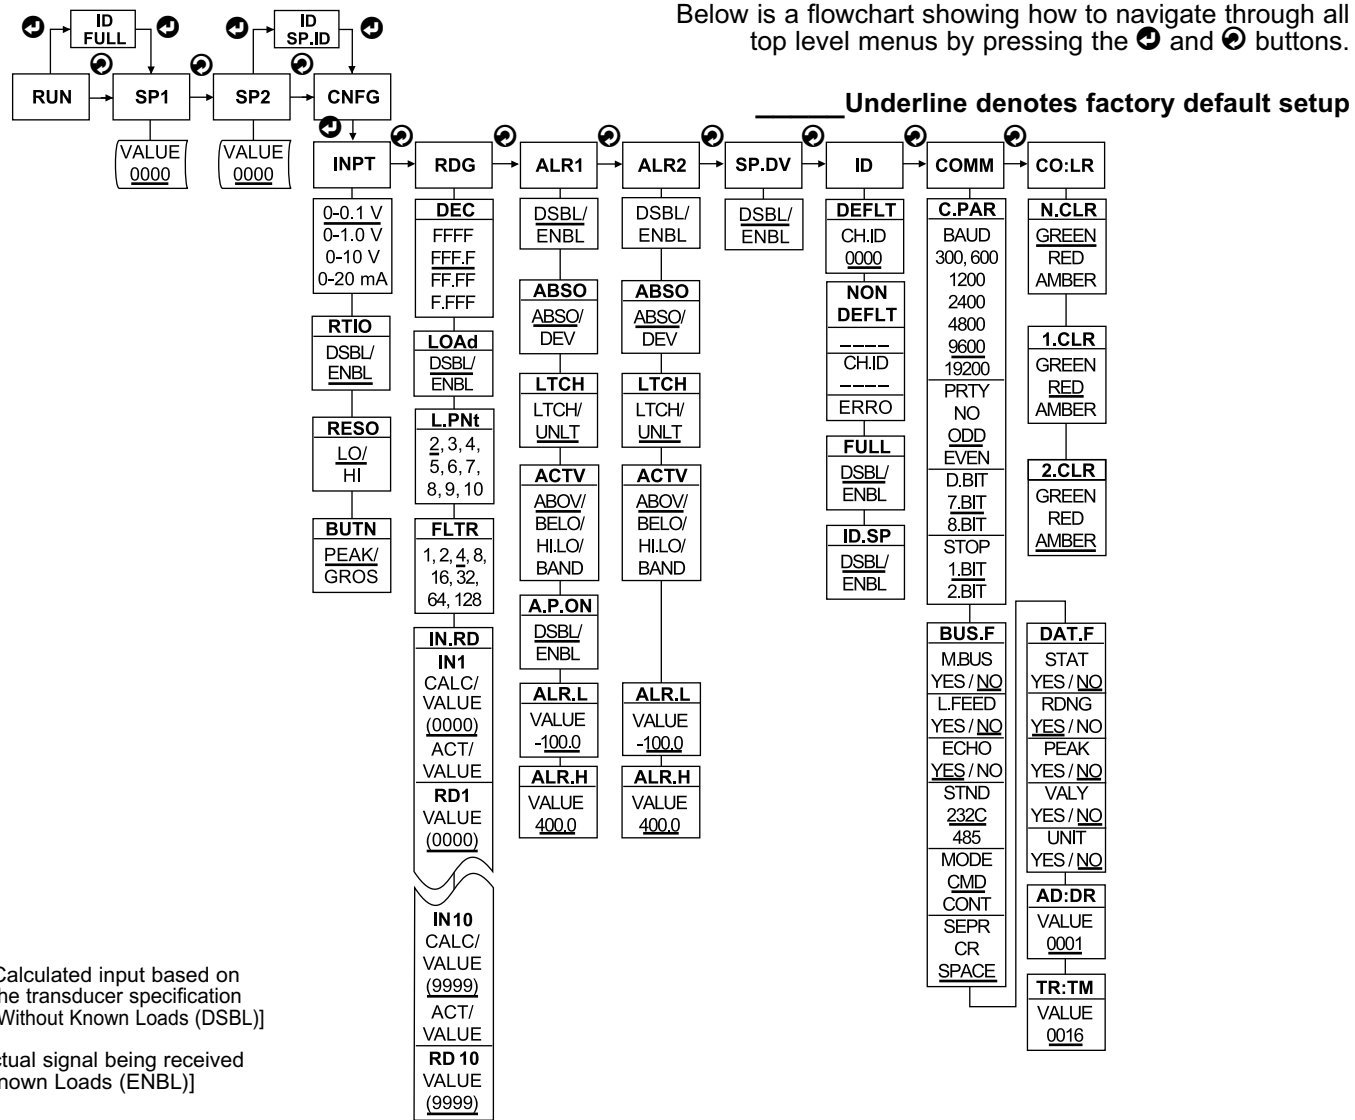 Below is a flowchart showing how to navigate through all
top level menus by pressing the and buttons.
Underline denotes factory default setup
ID
FULL
ID
SP.ID
RUN
SP1
SP2
CNFG
VALUE
0000
VALUE
0000
INPT
RDG
ALR1
ALR2
SP.DV
ID
COMM
CO:LR
0-0.1 V
0-1.0 V
0-10 V
0-20 mA
RTIO
DSBL/
ENBL
RESO
LO/
HI
BUTN
PEAK/
GROS
DEC
FFFF
FFF.F
FF.FF
F.FFF
LOAd
DSBL/
ENBL
L.PNt
2, 3, 4,
5, 6, 7,
8, 9, 10
FLTR
1, 2, 4, 8,
16, 32,
64, 128
IN.RD
IN1
CALC/
VALUE
(0000)
ACT/
VALUE
RD1
VALUE
(0000)
IN10
CALC/
VALUE
(9999)
ACT/
VALUE
RD 10
VALUE
(9999)
DSBL/
ENBL
ABSO
ABSO/
DEV
LTCH
LTCH/
UNLT
ACTV
ABOV/
BELO/
HI.LO/
BAND
A.P.ON
DSBL/
ENBL
ALR.L
VALUE
-100.0
ALR.H
VALUE
400.0
DSBL/
ENBL
ABSO
ABSO/
DEV
LTCH
LTCH/
UNLT
ACTV
ABOV/
BELO/
HI.LO/
BAND
ALR.L
VALUE
-100.0
ALR.H
VALUE
400.0
DSBL/
ENBL
DEFLT
CH.ID
0000
NON
DEFLT
____
CH.ID
____
ERRO
FULL
DSBL/
ENBL
ID.SP
DSBL/
ENBL
C.PAR
BAUD
300, 600
1200
2400
4800
9600
19200
PRTY
NO
ODD
EVEN
D.BIT
7.BIT
8.BIT
STOP
1.BIT
2.BIT
BUS.F
M.BUS
YES / NO
L.FEED
YES / NO
ECHO
YES / NO
STND
232C
485
MODE
CMD
CONT
SEPR
CR
SPACE
N.CLR
GREEN
RED
AMBER
1.CLR
GREEN
RED
AMBER
2.CLR
GREEN
RED
AMBER
DAT.F
STAT
YES / NO
RDNG
YES / NO
PEAK
YES / NO
VALY
YES / NO
UNIT
YES / NO
AD:DR
VALUE
0001
TR:TM
VALUE
0016
Calculated input based on
he transducer specification
Without Known Loads (DSBL)]
ctual signal being received
nown Loads (ENBL)]